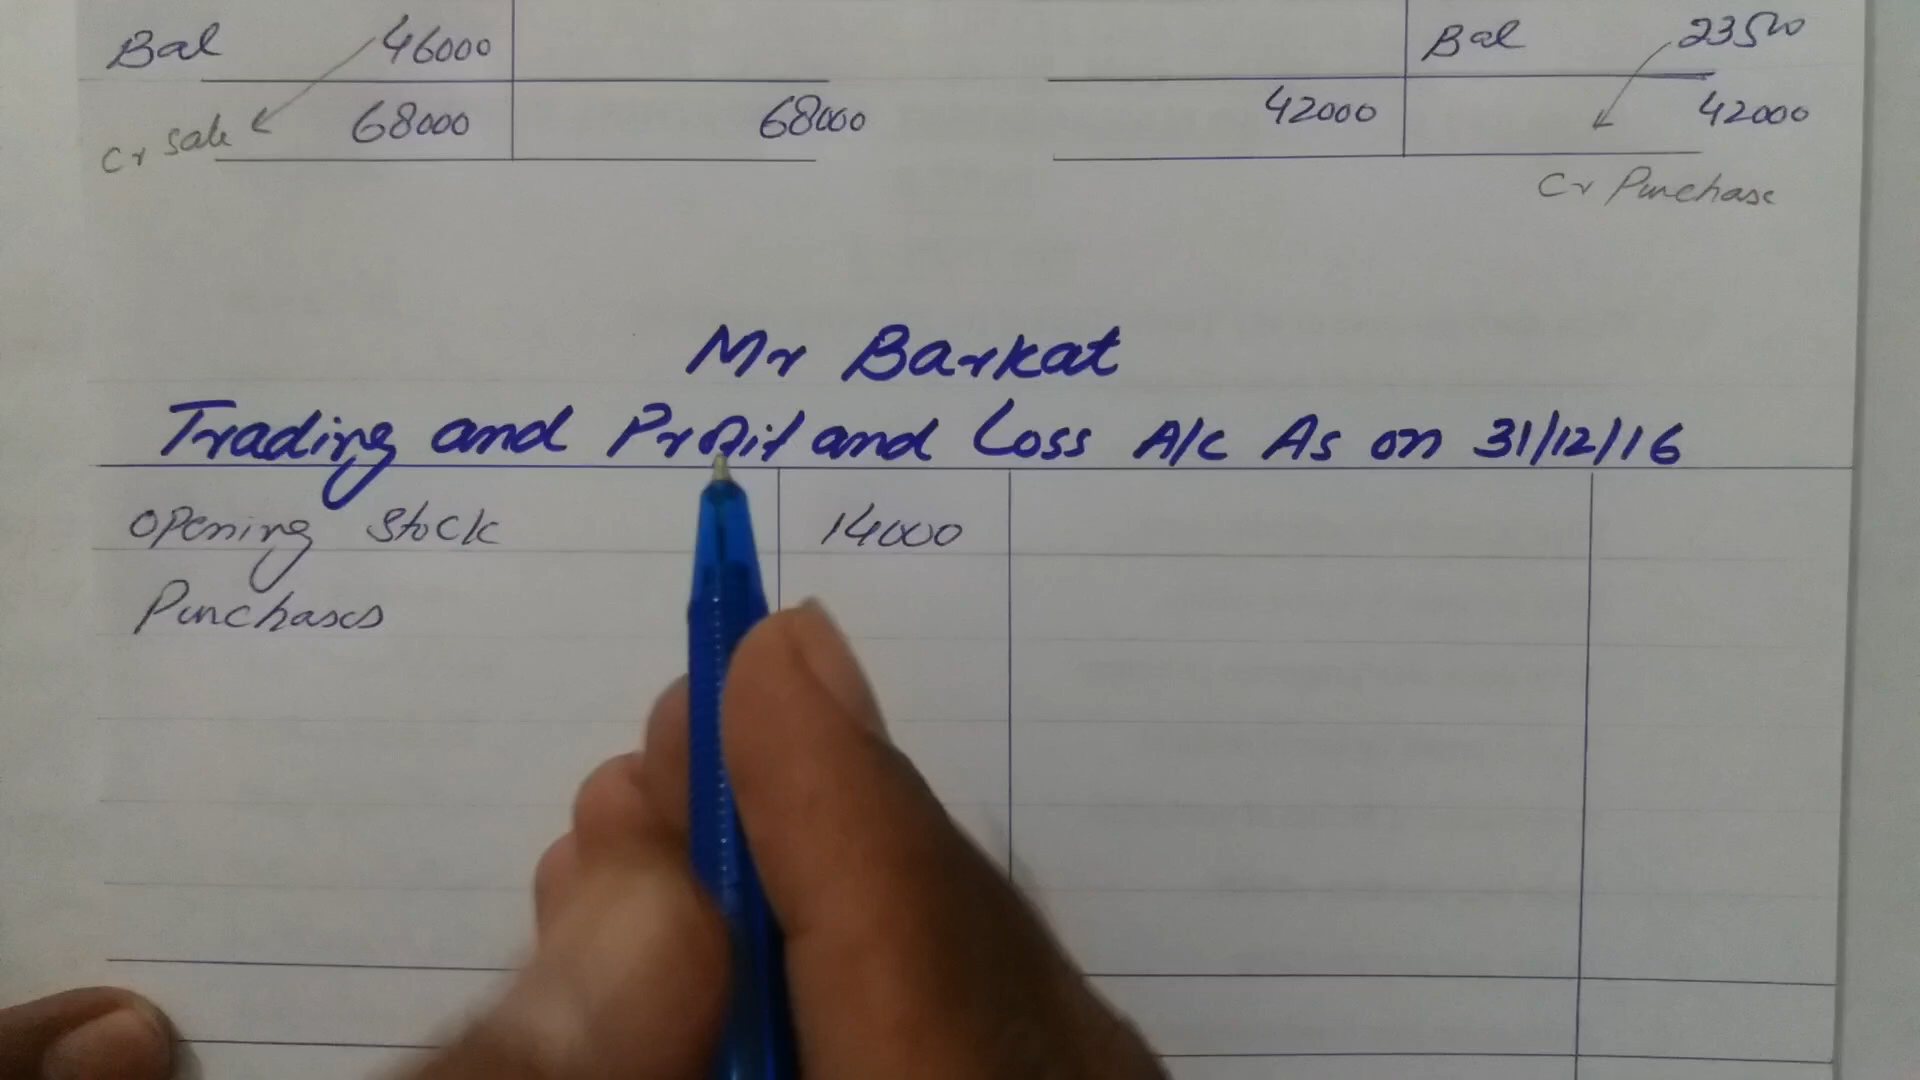 Bal 46000 Bal 23500
68000 68000 42000 42000
Cr Sale Cr Purchase
Mr Barkat
Trading and Profit and Loss A/c As on 31/12/16
Opening Stock 14000
Purchases